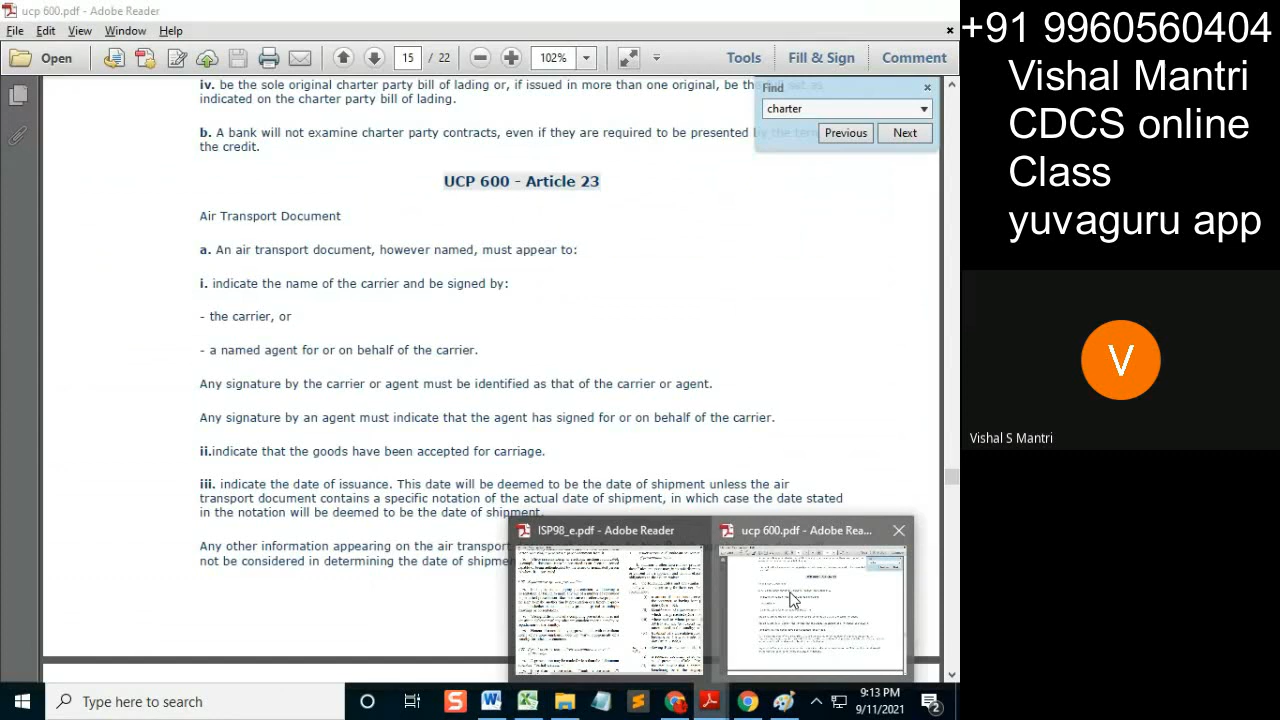 ucp 600.pdf - Adobe Reader
File Edit View Window Help
Open 15 / 22 102% Tools Fill & Sign Comment
iv. be the sole original charter party bill of lading or, if issued in more than one original, be the
indicated on the charter party bill of lading.
b. A bank will not examine charter party contracts, even if they are required to be presented
the credit.
Find
charter
Previous Next
UCP 600 - Article 23
Air Transport Document
a. An air transport document, however named, must appear to:
i. indicate the name of the carrier and be signed by:
- the carrier, or
- a named agent for or on behalf of the carrier.
Any signature by the carrier or agent must be identified as that of the carrier or agent.
Any signature by an agent must indicate that the agent has signed for or on behalf of the carrier.
ii.indicate that the goods have been accepted for carriage.
iii. indicate the date of issuance. This date will be deemed to be the date of shipment unless the air
transport document contains a specific notation of the actual date of shipment, in which case the date stated
in the notation will be deemed to be the date of shipment.
Any other information appearing on the air transport
not be considered in determining the date of shipmen
ISP98_e.pdf - Adobe Reader
ucp 600.pdf - Adobe Rea...
Type here to search
9:13 PM
9/11/2021
2
+91 9960560404
Vishal Mantri
CDCS online
Class
yuvaguru app
V
Vishal S Mantri